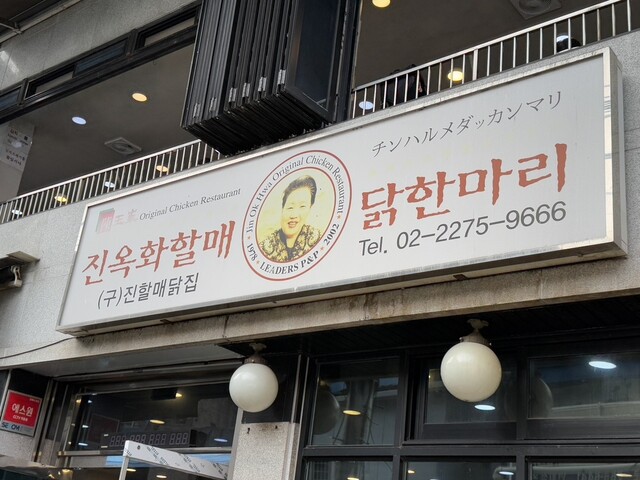 Original Chicken Restaurant
진옥화할매
(구)진할매닭집
Jin Ok Hwa Original Chicken Restaurant
1978 LEADERS P&P 2002
チンハルメダッカンマリ
닭한마리
Tel. 02-2275-9666
에스원